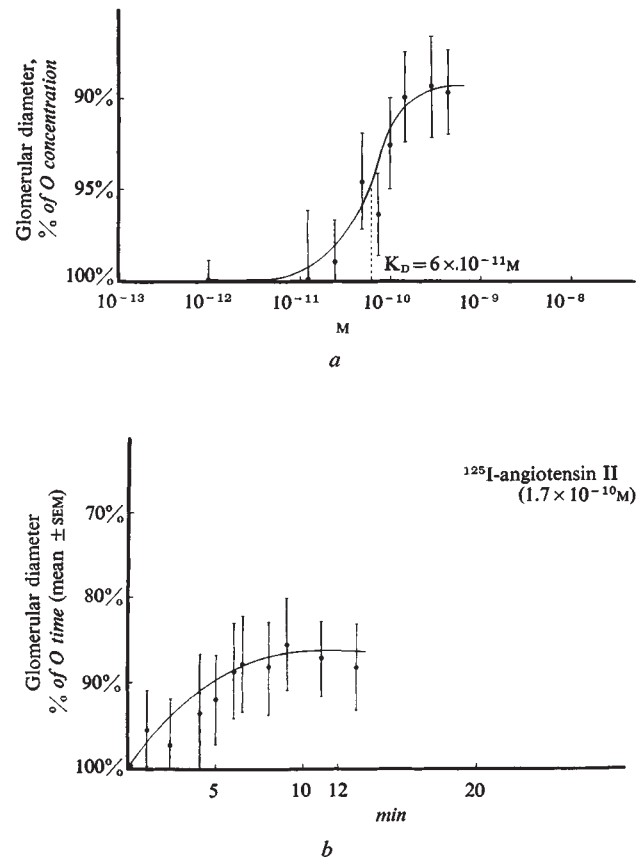 Glomerular diameter,
% of O concentration
90%
95%
100%
K_D = 6×.10⁻¹¹M
10⁻¹³
10⁻¹²
10⁻¹¹
10⁻¹⁰
10⁻⁹
10⁻⁸
M
a
¹²⁵I-angiotensin II
(1.7 × 10⁻¹⁰M)
Glomerular diameter
% of O time (mean ± SEM)
70%
80%
90%
100%
5
10
12
20
min
b